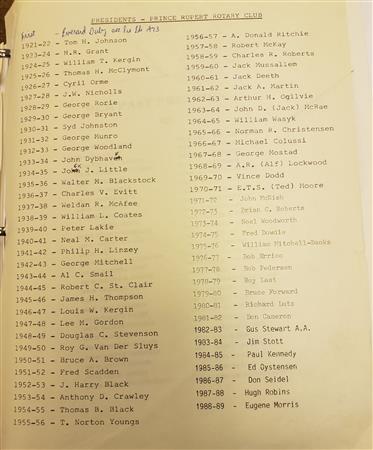 PRESIDENTS - PRINCE RUPERT ROTARY CLUB
1921-22 - Tom H. Johnson
1923-24 - H.R. Grant
1924-25 - William T. Kergin
1925-26 - Thomas H. McClymont
1926-27 - Cyril Orme
1927-28 - J.W. Nicholls
1928-29 - George Rorie
1929-30 - George Bryant
1930-31 - Syd Johnston
1931-32 - George Munro
1932-33 - George Woodland
1933-34 - John Dybhavn
1934-35 - J. Little
1935-36 - Walter M. Blackstock
1936-37 - Charles V. Evitt
1937-38 - Weldan R. McAfee
1938-39 - William L. Coates
1939-40 - Peter Lakie
1940-41 - Neal M. Carter
1941-42 - Philip H. Linzey
1942-43 - George Mitchell
1943-44 - Al C. Smail
1944-45 - Robert C. St. Clair
1945-46 - James H. Thompson
1946-47 - Louis W. Kergin
1947-48 - Lee M. Gordon
1948-49 - Douglas C. Stevenson
1949-50 - Roy G. Van Der Sluys
1950-51 - Bruce A. Brown
1951-52 - Fred Scadden
1952-53 - J. Harry Black
1953-54 - Anthony D. Crawley
1954-55 - Thomas B. Black
1955-56 - T. Norton Youngs
1956-57 - A. Donald Ritchie
1957-58 - Robert McKay
1958-59 - Charles R. Roberts
1959-60 - Jack Mussallem
1960-61 - Jack Deeth
1961-62 - Jack A. Martin
1962-63 - Arthur H. Ogilvie
1963-64 - John D. (Jack) McRae
1964-65 - William Wasyk
1965-66 - Norman R. Christensen
1966-67 - Michael Colussi
1967-68 - George Mostad
1968-69 - A.R. (Alf) Lockwood
1969-70 - Vince Dodd
1970-71 - E.T.S. (Ted) Moore
1971-72 - John McNish
1972-73 - Brian C. Roberts
1973-74 - Noel Woodworth
1974-75 - Fred Dowdie
1975-76 - William Mitchell-Banks
1976-77 - Bob Errico
1977-78 - Bob Pedersen
1978-79 - Roy Last
1979-80 - Bruce Forward
1980-81 - Richard Lutz
1981-82 - Don Cameron
1982-83 - Gus Stewart A.A.
1983-84 - Jim Stott
1984-85 - Paul Kennedy
1985-86 - Ed Oystensen
1986-87 - Don Seidel
1987-88 - Hugh Robins
1988-89 - Eugene Morris